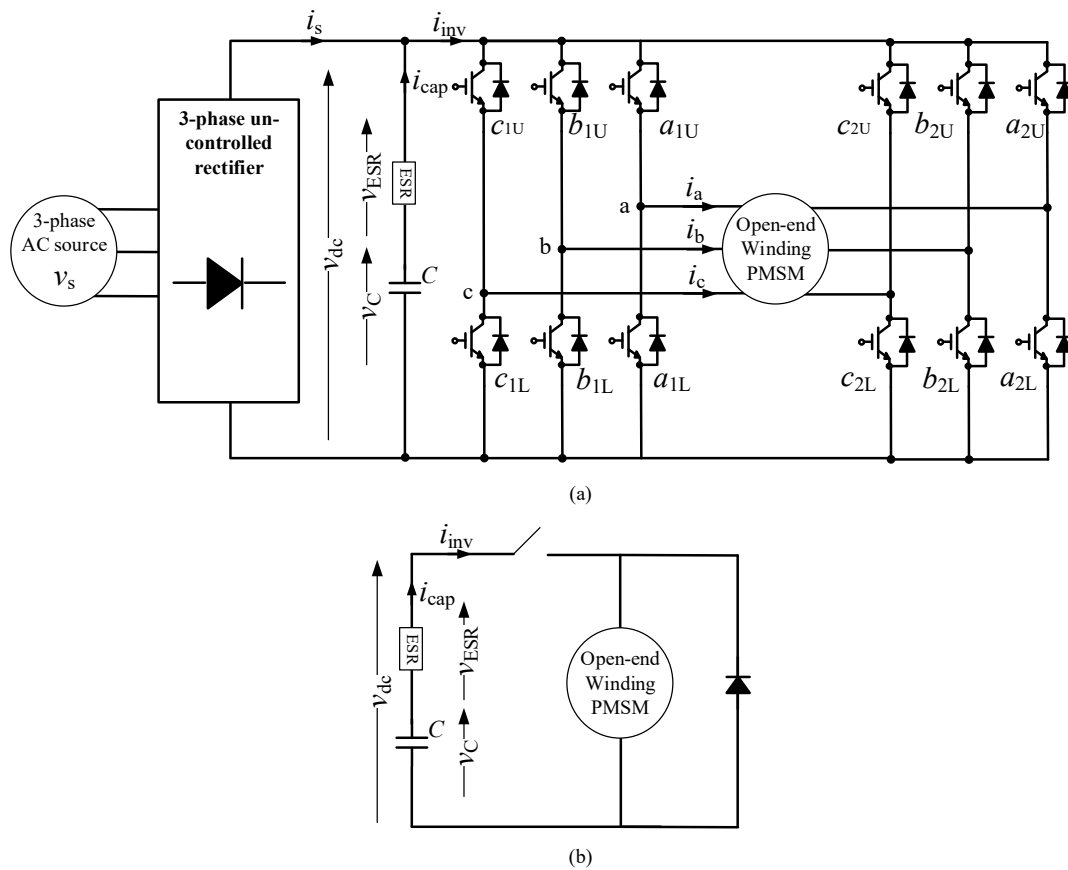 i_s
i_inv
i_cap
3-phase un-
controlled
rectifier
3-phase
AC source
v_s
v_dc
v_ESR
ESR
v_C
C
c_1U
b_1U
a_1U
c_2U
b_2U
a_2U
a
b
c
i_a
i_b
i_c
Open-end
Winding
PMSM
c_1L
b_1L
a_1L
c_2L
b_2L
a_2L
(a)
i_inv
i_cap
v_dc
ESR
v_ESR
C
v_C
Open-end
Winding
PMSM
(b)